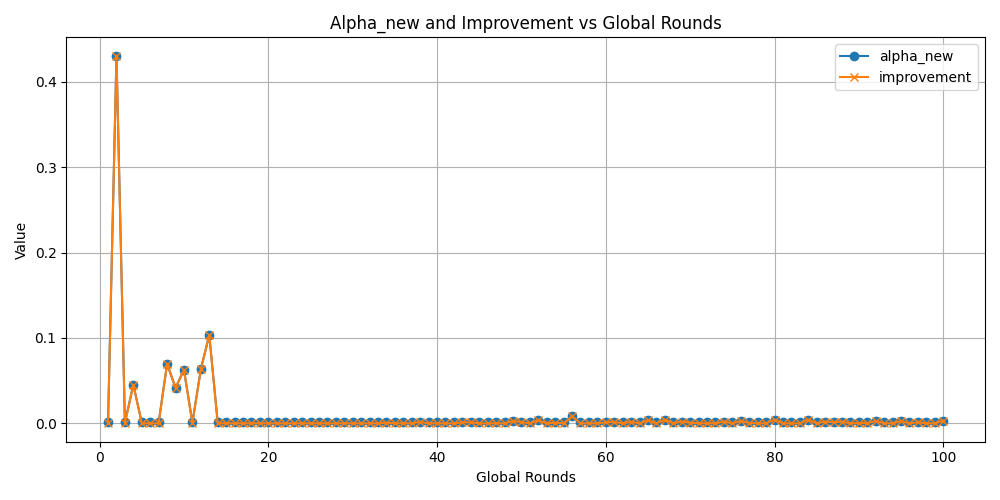 Alpha_new and Improvement vs Global Rounds
alpha_new
improvement
Value
0.4
0.3
0.2
0.1
0.0
0 20 40 60 80 100
Global Rounds